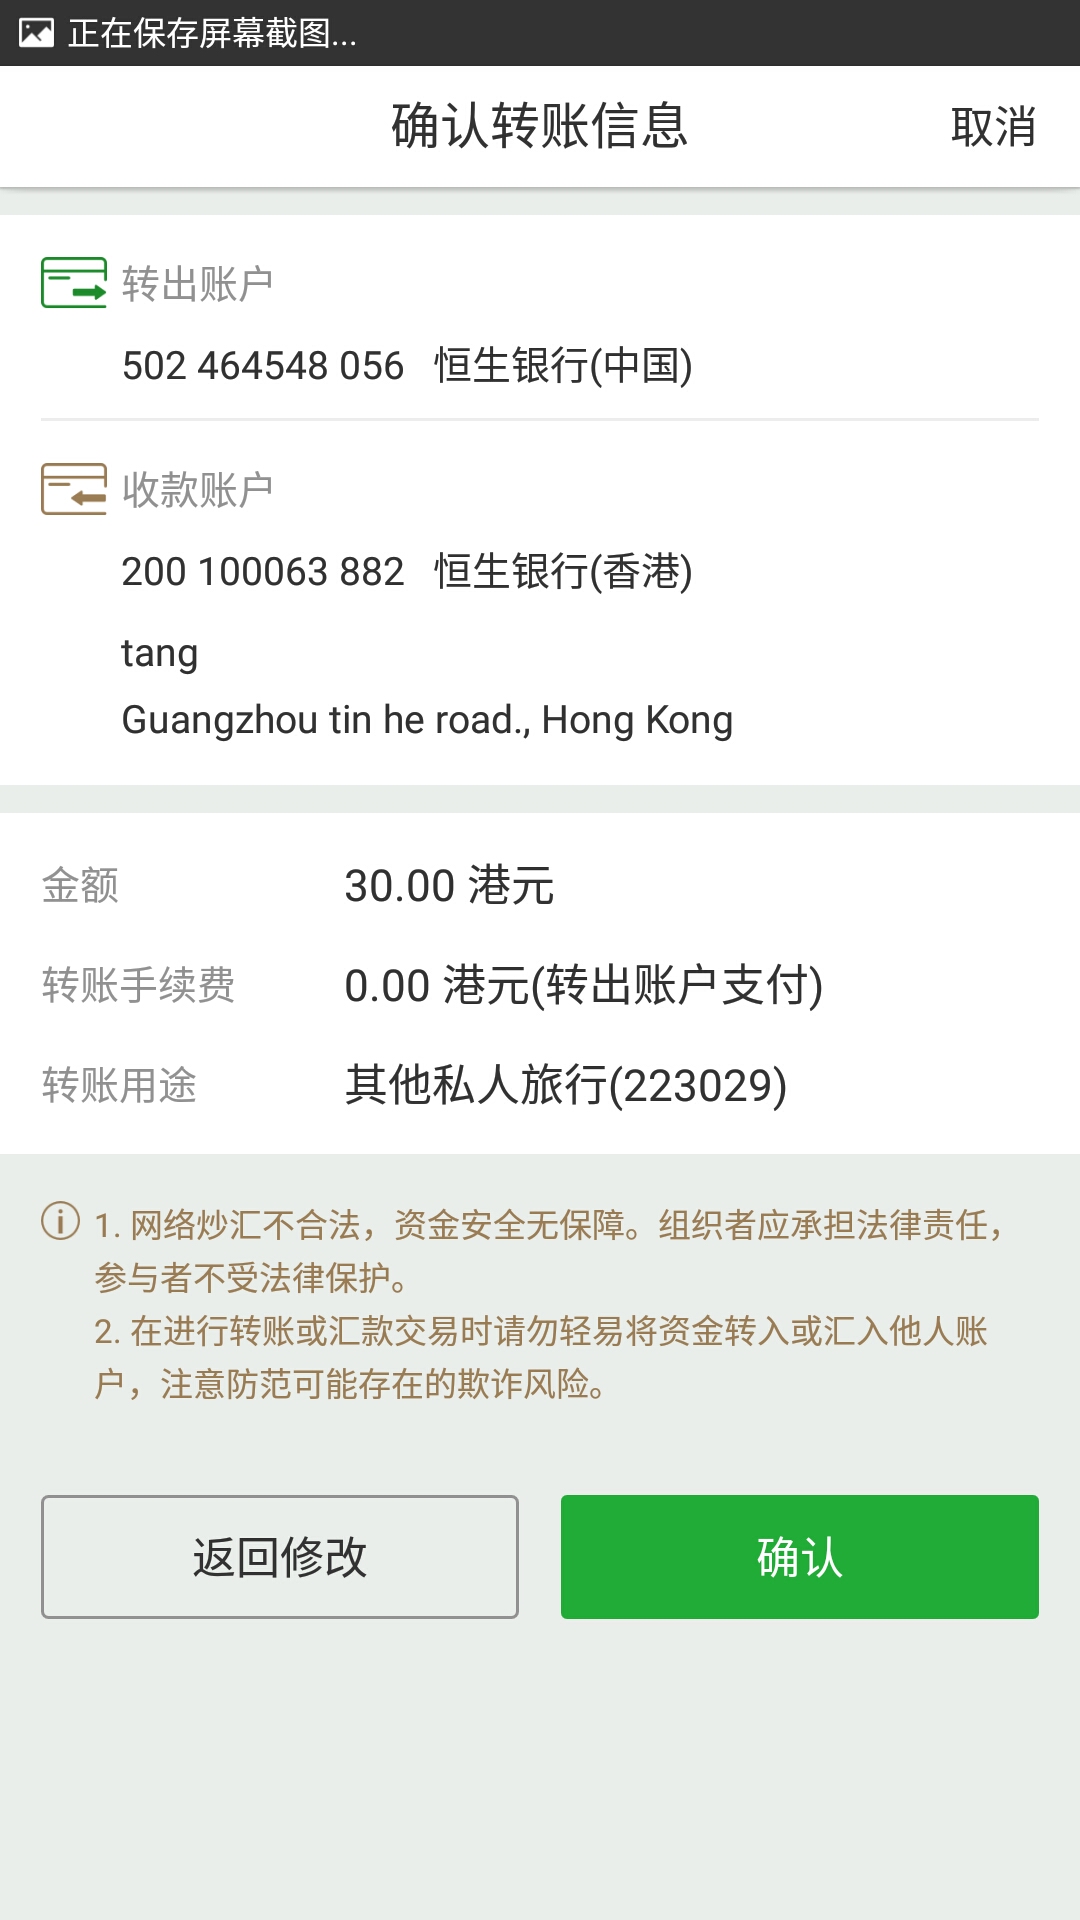 正在保存屏幕截图...
确认转账信息
取消
转出账户
502 464548 056 恒生银行(中国)
收款账户
200 100063 882 恒生银行(香港)
tang
Guangzhou tin he road., Hong Kong
金额 30.00 港元
转账手续费 0.00 港元(转出账户支付)
转账用途 其他私人旅行(223029)
1. 网络炒汇不合法，资金安全无保障。组织者应承担法律责任，
参与者不受法律保护。
2. 在进行转账或汇款交易时请勿轻易将资金转入或汇入他人账
户，注意防范可能存在的欺诈风险。
返回修改
确认